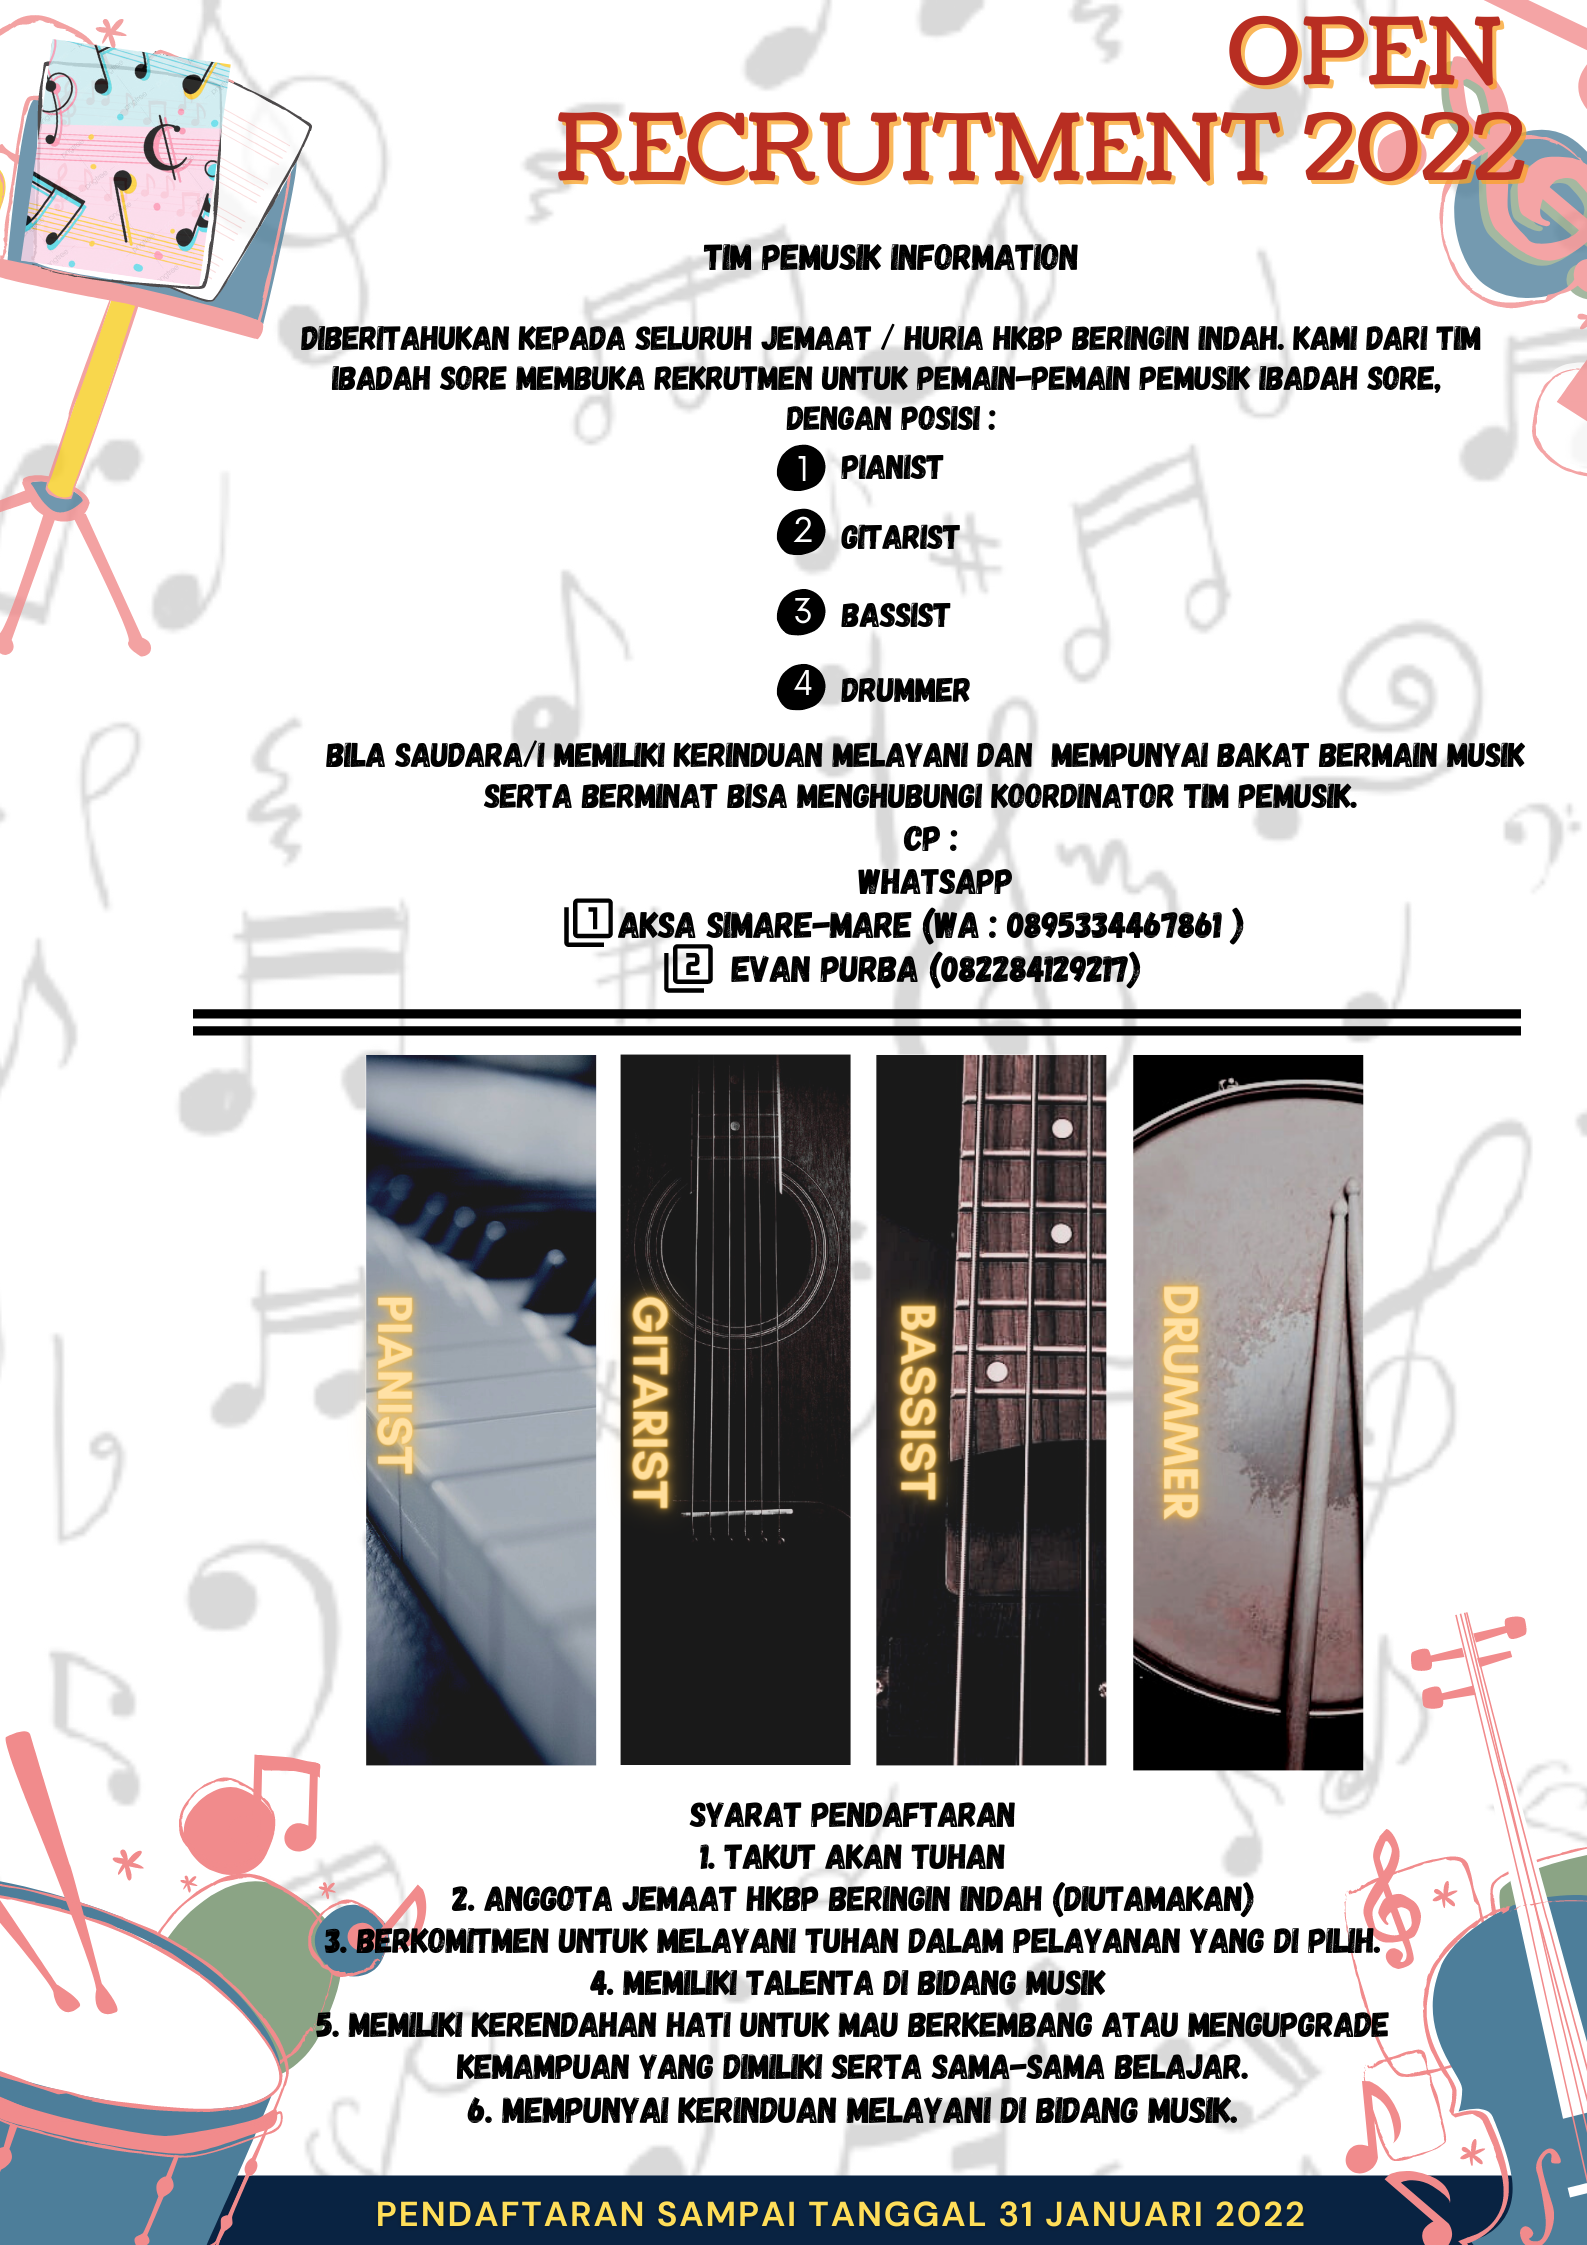 OPEN
RECRUITMENT 2022
TIM PEMUSIK INFORMATION
DIBERITAHUKAN KEPADA SELURUH JEMAAT / HURIA HKBP BERINGIN INDAH. KAMI DARI TIM
IBADAH SORE MEMBUKA REKRUTMEN UNTUK PEMAIN-PEMAIN PEMUSIK IBADAH SORE,
DENGAN POSISI :
1 PIANIST
2 GITARIST
3 BASSIST
4 DRUMMER
BILA SAUDARA/I MEMILIKI KERINDUAN MELAYANI DAN MEMPUNYAI BAKAT BERMAIN MUSIK
SERTA BERMINAT BISA MENGHUBUNGI KOORDINATOR TIM PEMUSIK.
CP :
WHATSAPP
1 AKSA SIMARE-MARE (WA : 0895334467861 )
2 EVAN PURBA (082284129217)
PIANIST
GITARIST
BASSIST
DRUMMER
SYARAT PENDAFTARAN
1. TAKUT AKAN TUHAN
2. ANGGOTA JEMAAT HKBP BERINGIN INDAH (DIUTAMAKAN)
3. BERKOMITMEN UNTUK MELAYANI TUHAN DALAM PELAYANAN YANG DI PILIH.
4. MEMILIKI TALENTA DI BIDANG MUSIK
5. MEMILIKI KERENDAHAN HATI UNTUK MAU BERKEMBANG ATAU MENGUPGRADE
KEMAMPUAN YANG DIMILIKI SERTA SAMA-SAMA BELAJAR.
6. MEMPUNYAI KERINDUAN MELAYANI DI BIDANG MUSIK.
PENDAFTARAN SAMPAI TANGGAL 31 JANUARI 2022